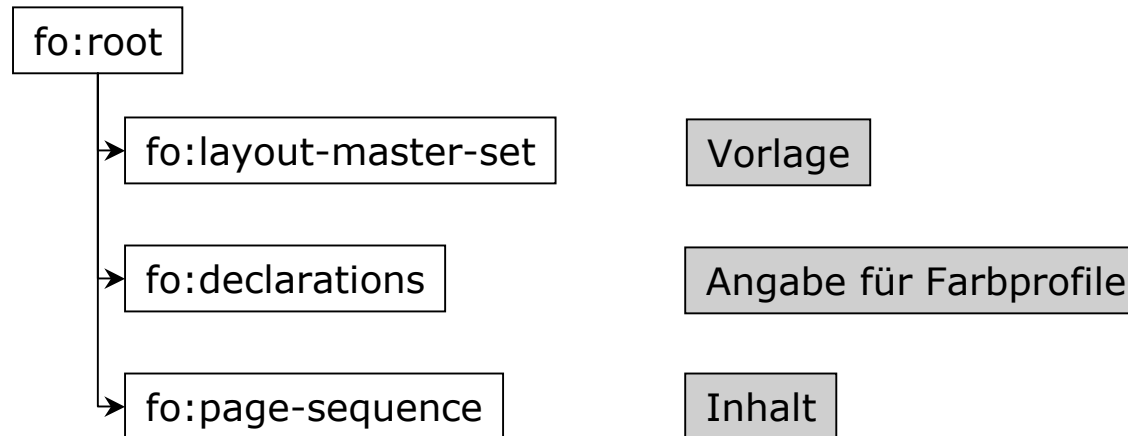 fo:root
fo:layout-master-set Vorlage
fo:declarations Angabe für Farbprofile
fo:page-sequence Inhalt